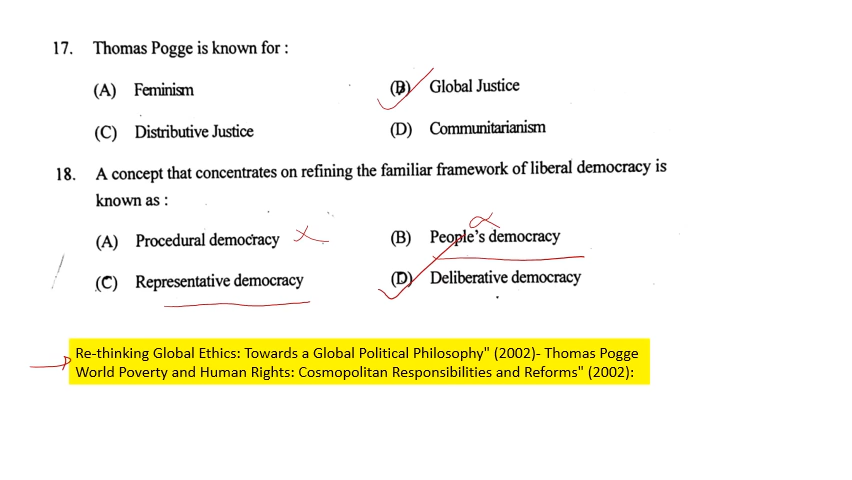 17. Thomas Pogge is known for :
(A) Feminism (B) Global Justice
(C) Distributive Justice (D) Communitarianism
18. A concept that concentrates on refining the familiar framework of liberal democracy is
known as :
(A) Procedural democracy (B) People's democracy
(C) Representative democracy (D) Deliberative democracy
Re-thinking Global Ethics: Towards a Global Political Philosophy" (2002)- Thomas Pogge
World Poverty and Human Rights: Cosmopolitan Responsibilities and Reforms" (2002):